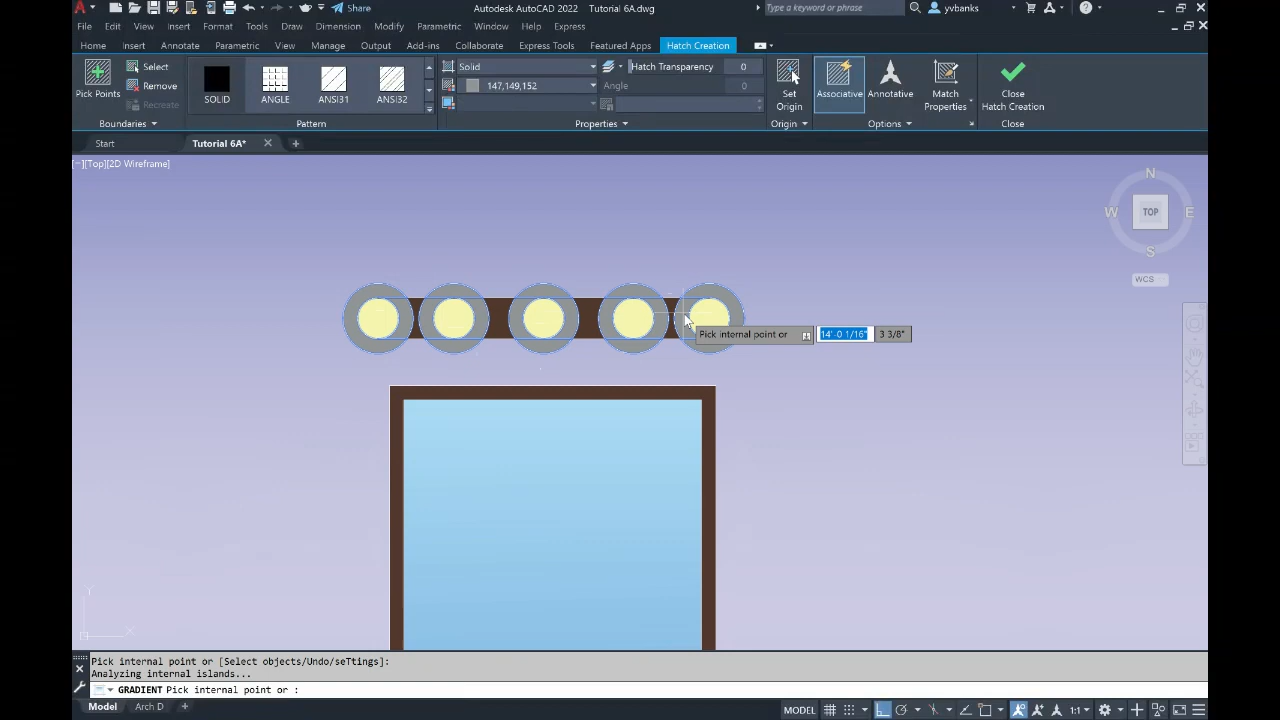 Share
Autodesk AutoCAD 2022 Tutorial 6A.dwg
Type a keyword or phrase
yvbanks
File Edit View Insert Format Tools Draw Dimension Modify Parametric Window Help Express
Home Insert Annotate Parametric View Manage Output Add-ins Collaborate Express Tools Featured Apps Hatch Creation
Pick Points
Select
Remove
Recreate
Boundaries
SOLID
ANGLE
ANSI31
ANSI32
Pattern
Solid
147,149,152
Hatch Transparency 0
Angle 0
Properties
Set
Origin
Origin
Associative
Annotative
Match
Properties
Options
Close
Hatch Creation
Close
Start
Tutorial 6A*
[−][Top][2D Wireframe]
N
W
TOP
E
S
WCS
Pick internal point or
14'-0 1/16"
3 3/8"
Y
X
Pick internal point or [Select objects/Undo/seTtings]:
Analyzing internal islands...
GRADIENT Pick internal point or :
Model
Arch D
MODEL
1:1